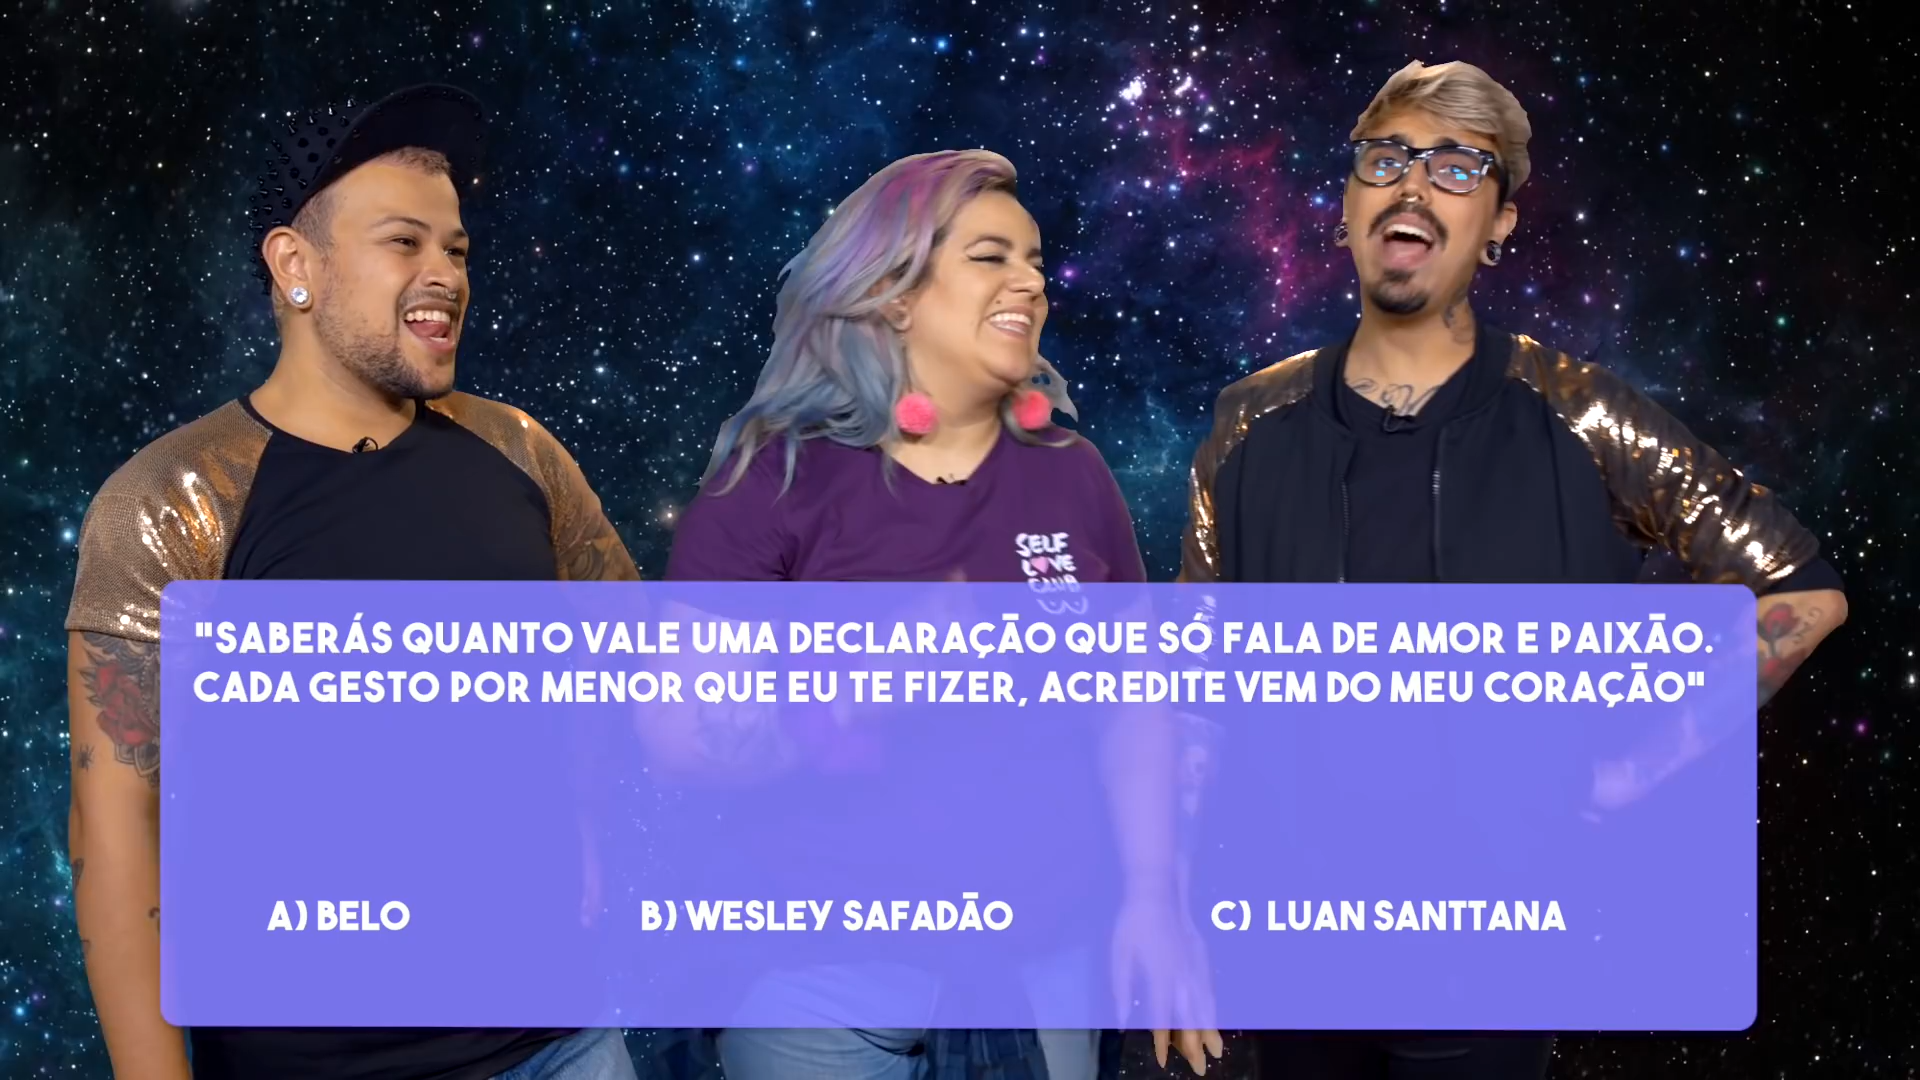 SELF
LOVE
CLUB
"SABERÁS QUANTO VALE UMA DECLARAÇÃO QUE SÓ FALA DE AMOR E PAIXÃO.
CADA GESTO POR MENOR QUE EU TE FIZER, ACREDITE VEM DO MEU CORAÇÃO"
A) BELO
B) WESLEY SAFADÃO
C) LUAN SANTTANA